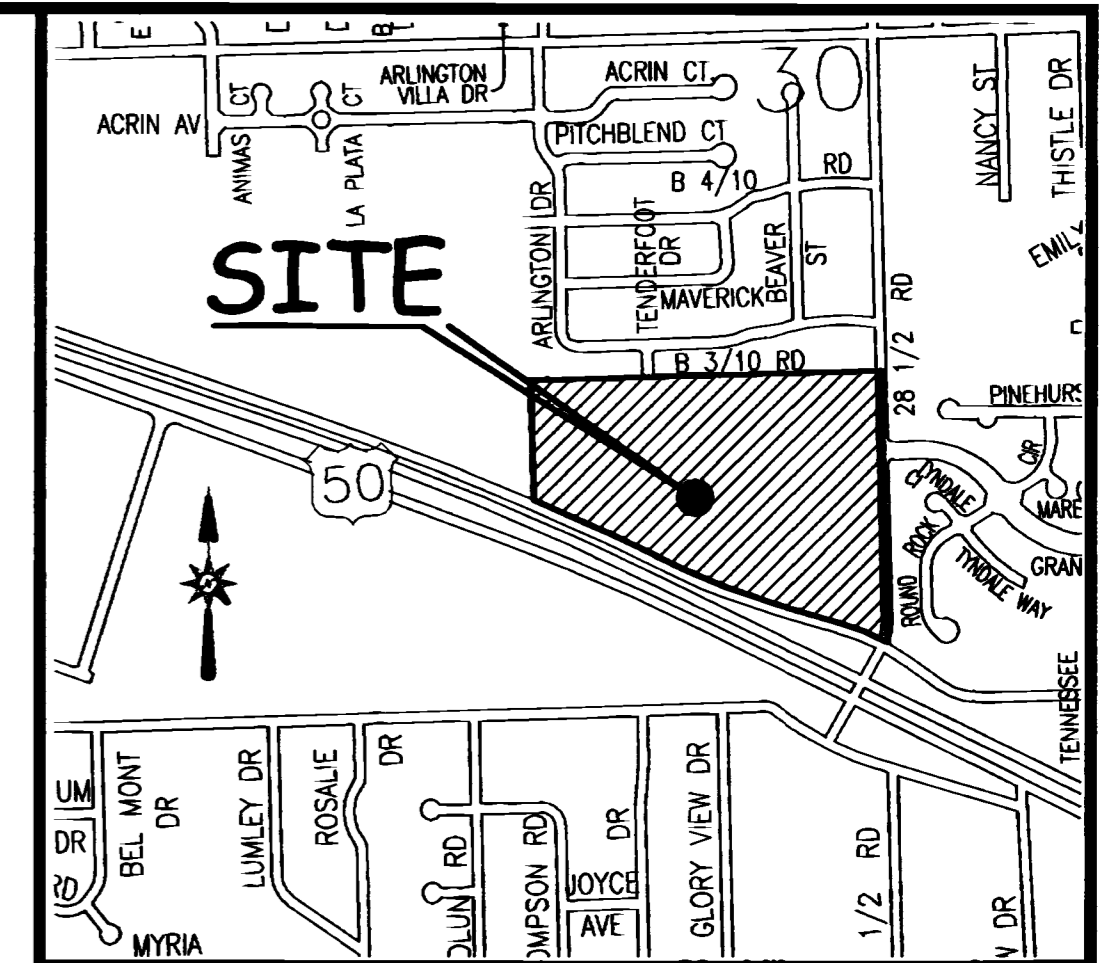 ARLINGTON
VILLA DR
ACRIN CT
30
ACRIN AV
ANIMAS CT
LA PLATA CT
PITCHBLEND CT
B 4/10 RD
NANCY ST
THISTLE DR
ARLINGTON DR
TENDERFOOT
DR
BEAVER
ST
MAVERICK
EMILY
SITE
28 1/2 RD
B 3/10 RD
PINEHURS
CIR
50
TYNDALE
CT
MARE
ROUND ROCK
GRAN
TYNDALE WAY
N
TENNESSEE
BEL MONT
DR
LUMLEY DR
ROSALIE
DR
UM
DR
RD
MYRIA
OLUN RD
OMPSON RD
DR
JOYCE
AVE
GLORY VIEW DR
1/2 RD
W DR